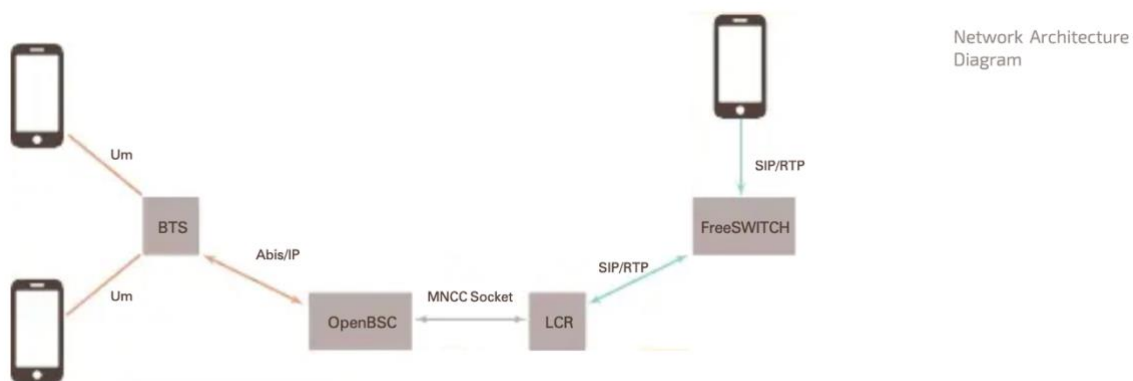 Network Architecture
Diagram
Um
SIP/RTP
BTS
FreeSWITCH
Abis/IP
SIP/RTP
Um
MNCC Socket
OpenBSC
LCR